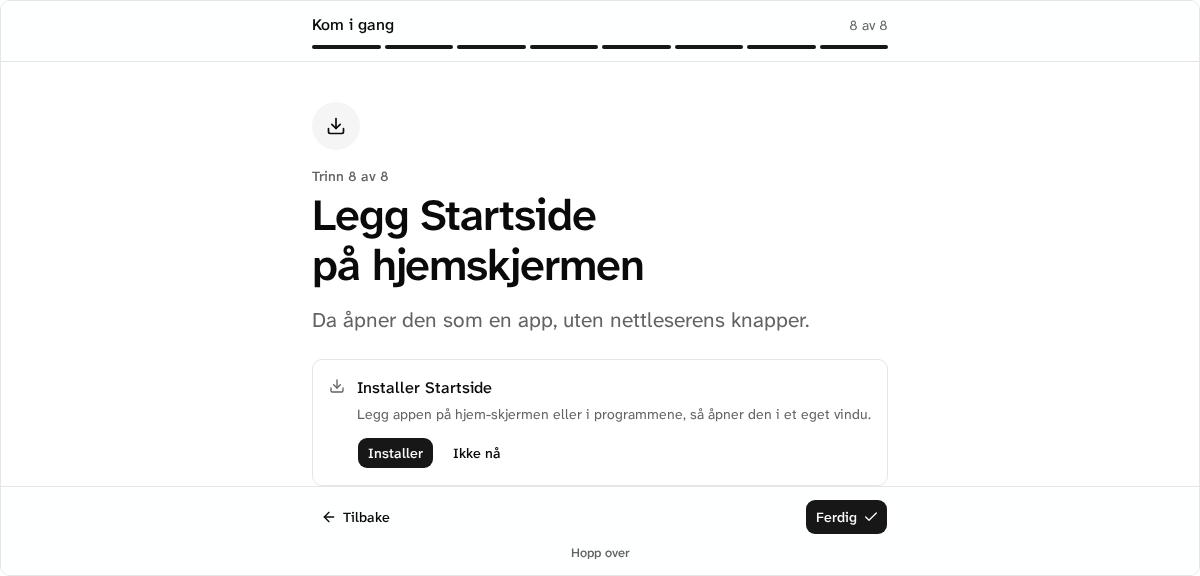 Kom i gang
8 av 8
Trinn 8 av 8
Legg Startside
på hjemskjermen
Da åpner den som en app, uten nettleserens knapper.
Installer Startside
Legg appen på hjem-skjermen eller i programmene, så åpner den i et eget vindu.
Installer
Ikke nå
Tilbake
Ferdig
Hopp over